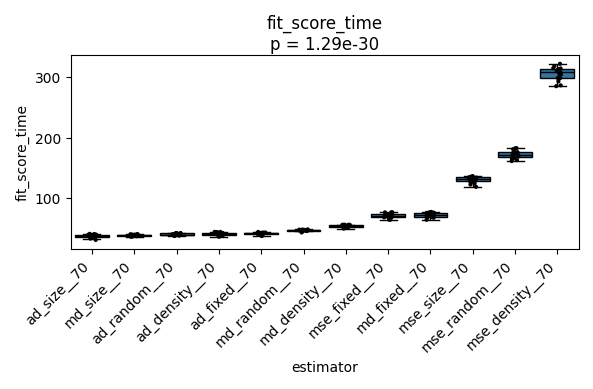 fit_score_time
p = 1.29e-30
fit_score_time
300
200
100
ad_size__70
md_size__70
ad_random__70
ad_density__70
ad_fixed__70
md_random__70
md_density__70
mse_fixed__70
md_fixed__70
mse_size__70
mse_random__70
mse_density__70
estimator